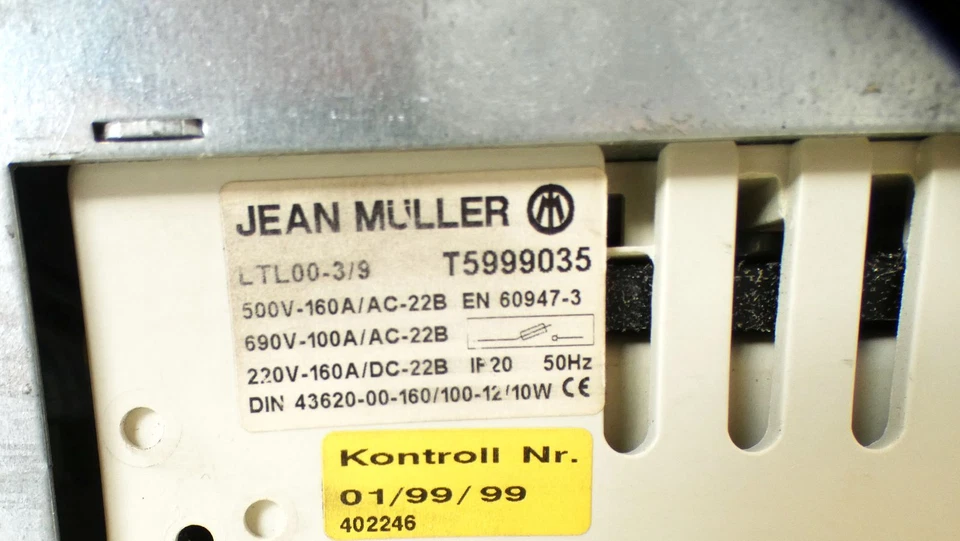 JEAN MÜLLER
LTL00-3/9 T5999035
500V-160A/AC-22B EN 60947-3
690V-100A/AC-22B
220V-160A/DC-22B IP20 50Hz
DIN 43620-00-160/100-12/10W CE
Kontroll Nr.
01/99/99
402246